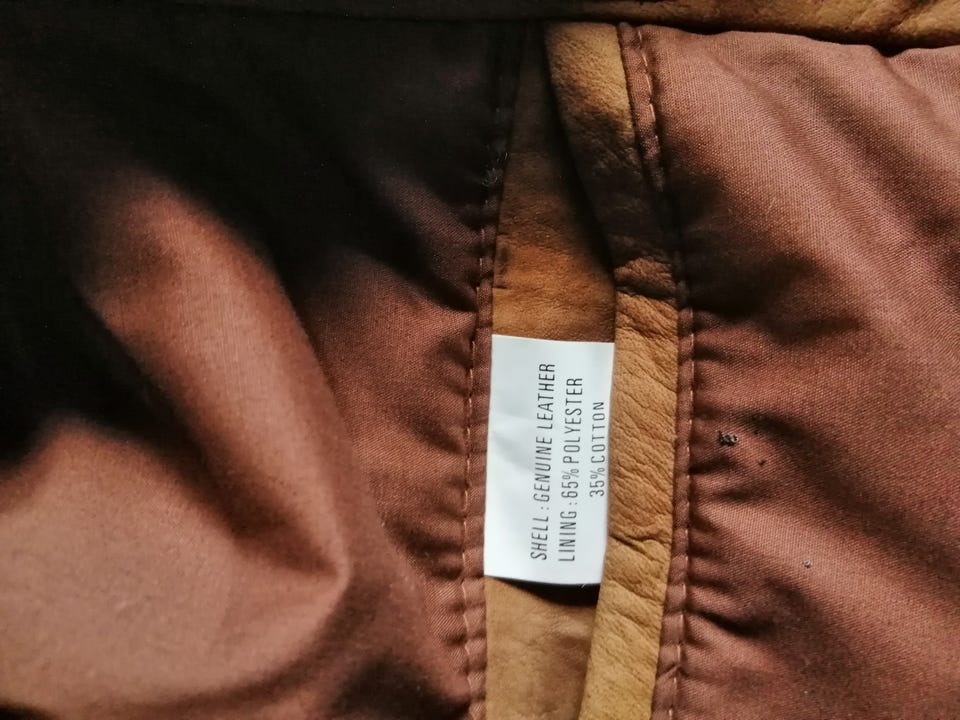 SHELL : GENUINE LEATHER
LINING : 65% POLYESTER
35% COTTON